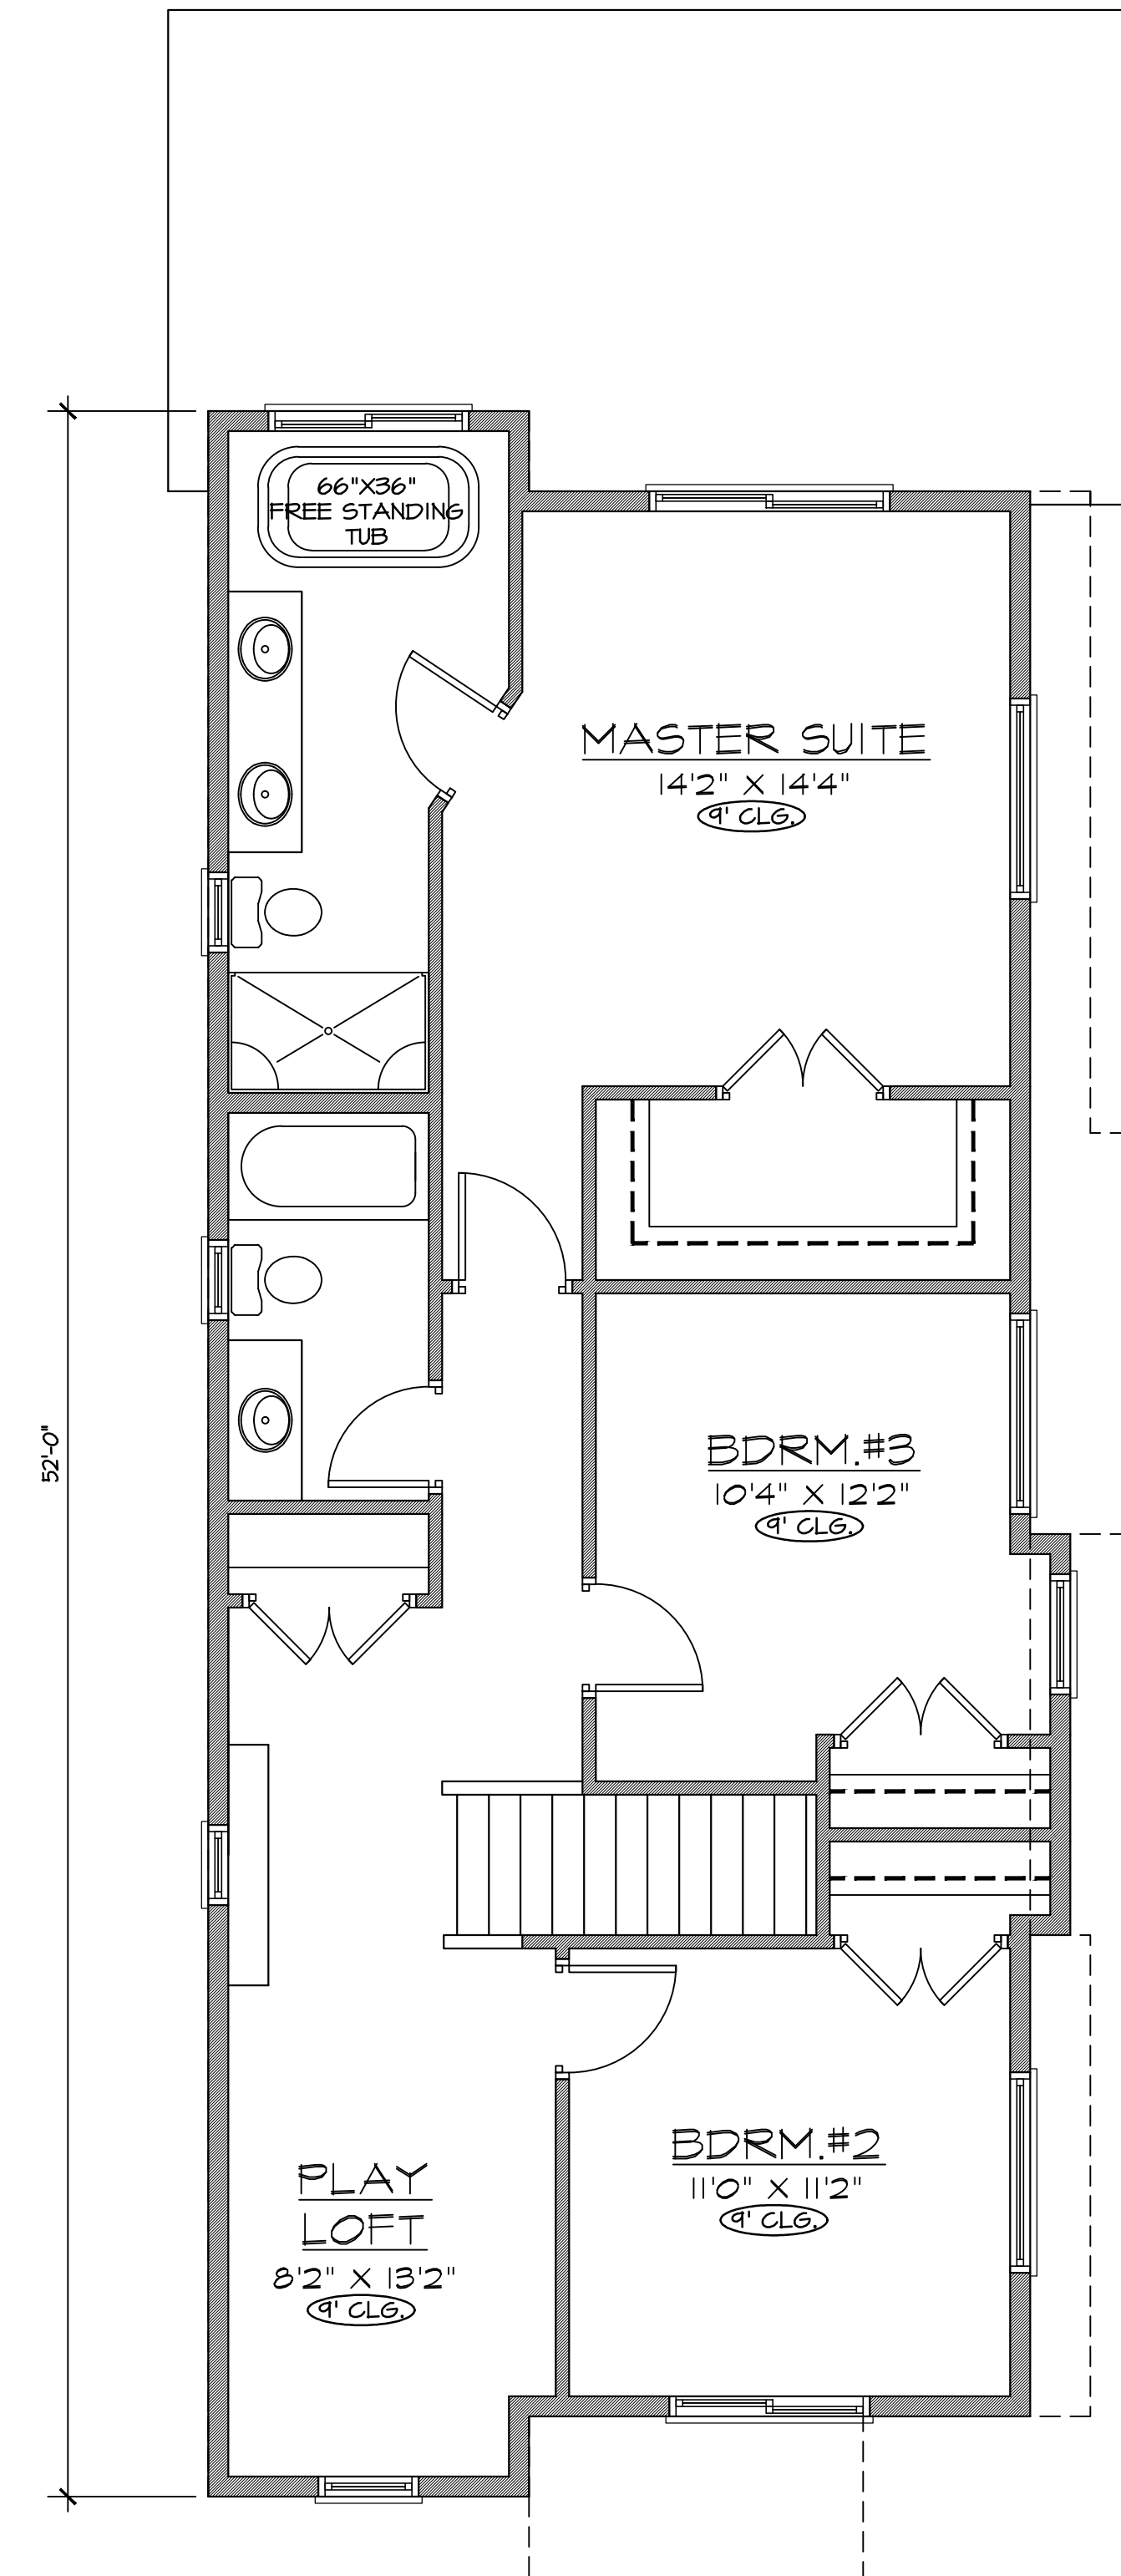 66"X36"
FREE STANDING
TUB
MASTER SUITE
14'2" X 14'4"
9' CLG.
52'-0"
BDRM.#3
10'4" X 12'2"
9' CLG.
BDRM.#2
11'0" X 11'2"
9' CLG.
PLAY
LOFT
8'2" X 13'2"
9' CLG.